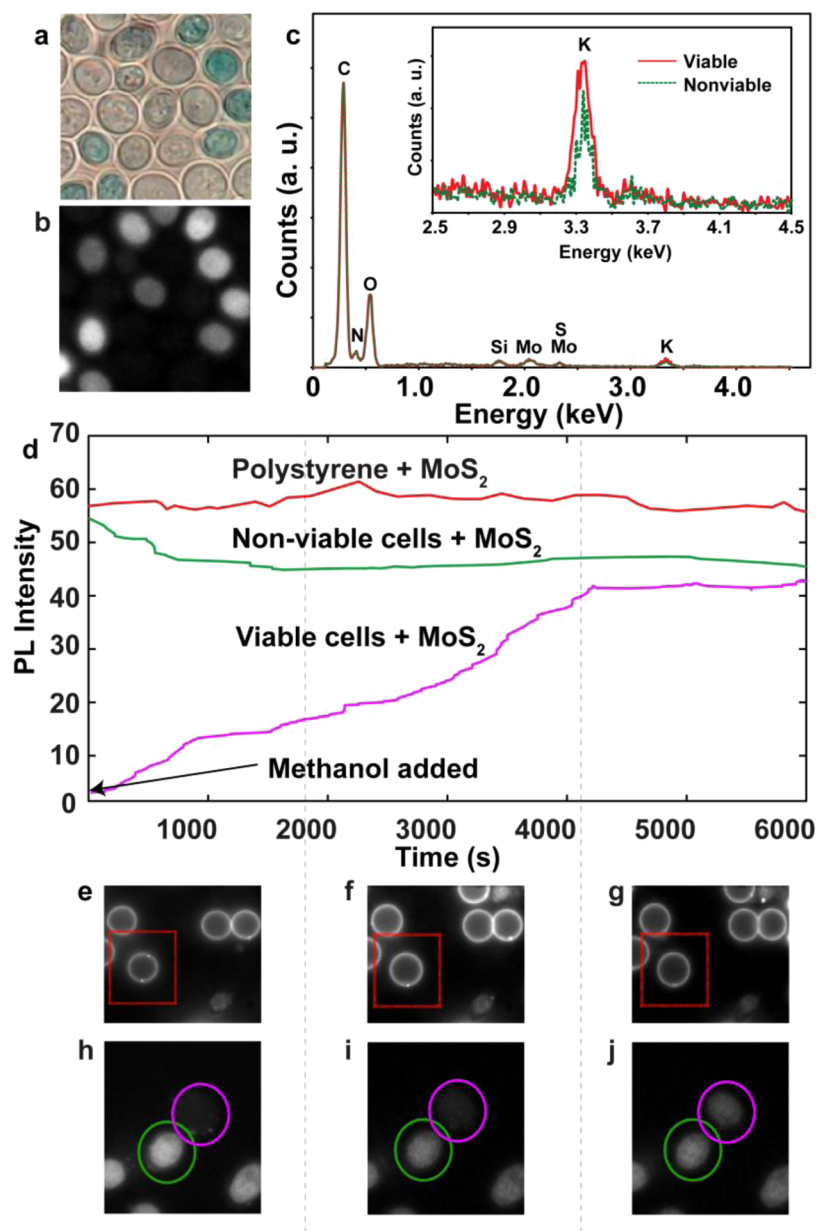 a
b
c
C
N
O
Si
Mo
S
Mo
K
Counts (a. u.)
0
1.0
2.0
3.0
4.0
Energy (keV)
K
Viable
Nonviable
Counts (a. u.)
2.5
2.9
3.3
3.7
4.1
4.5
Energy (keV)
d
70
60
50
40
30
20
10
0
PL Intensity
Polystyrene + MoS2
Non-viable cells + MoS2
Viable cells + MoS2
Methanol added
1000
2000
3000
4000
5000
6000
Time (s)
e
f
g
h
i
j